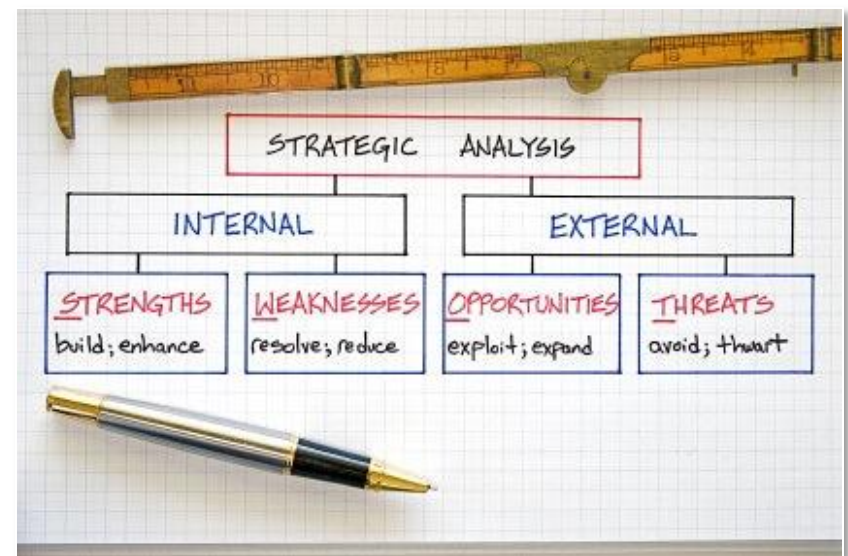 STRATEGIC ANALYSIS
INTERNAL
EXTERNAL
STRENGTHS
build; enhance
WEAKNESSES
resolve; reduce
OPPORTUNITIES
exploit; expand
THREATS
avoid; thwart